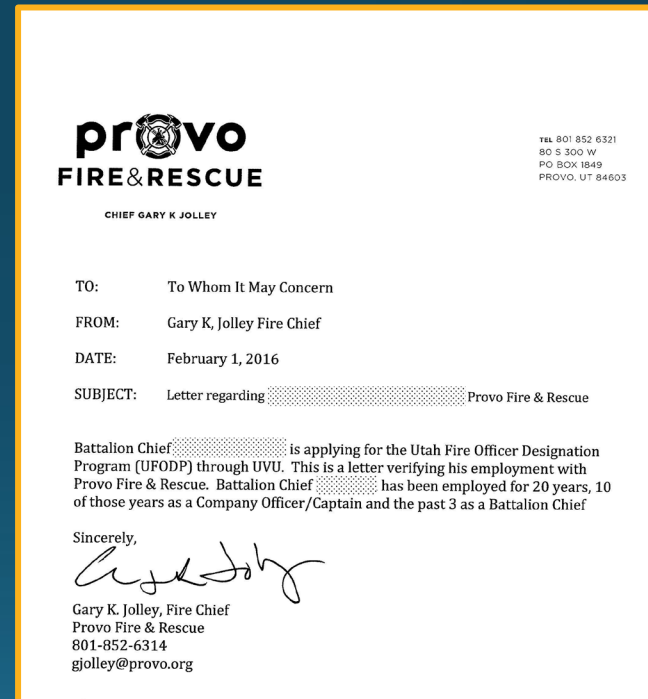 provo
FIRE&RESCUE
CHIEF GARY K JOLLEY
TEL 801 852 6321
80 S 300 W
PO BOX 1849
PROVO, UT 84603
TO: To Whom It May Concern
FROM: Gary K, Jolley Fire Chief
DATE: February 1, 2016
SUBJECT: Letter regarding Provo Fire & Rescue
Battalion Chief is applying for the Utah Fire Officer Designation
Program (UFODP) through UVU. This is a letter verifying his employment with
Provo Fire & Rescue. Battalion Chief has been employed for 20 years, 10
of those years as a Company Officer/Captain and the past 3 as a Battalion Chief
Sincerely,
Gary K. Jolley, Fire Chief
Provo Fire & Rescue
801-852-6314
gjolley@provo.org